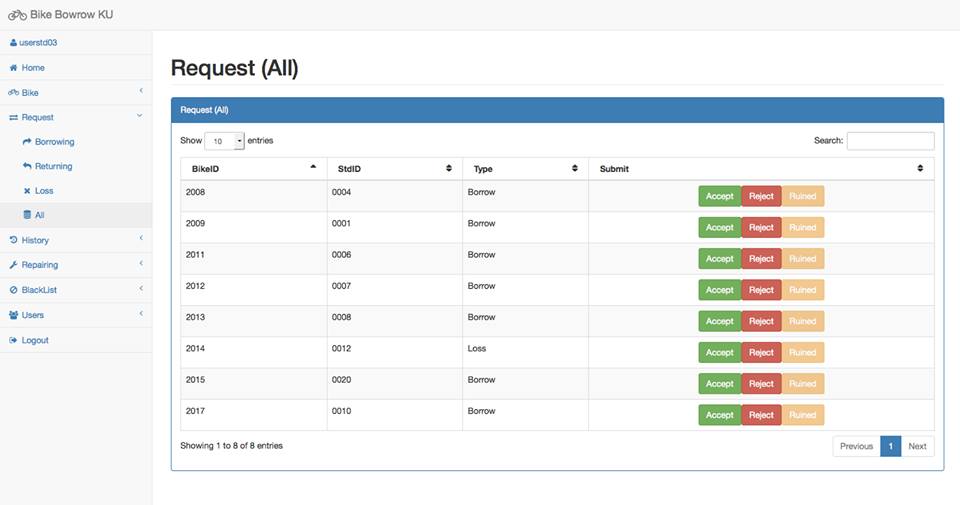 Bike Bowrow KU
userstd03
Home
Bike
Request
Borrowing
Returning
Loss
All
History
Repairing
BlackList
Users
Logout
Request (All)
Request (All)
Show 10 entries Search:
BikeID StdID Type Submit
2008 0004 Borrow Accept Reject Ruined
2009 0001 Borrow Accept Reject Ruined
2011 0006 Borrow Accept Reject Ruined
2012 0007 Borrow Accept Reject Ruined
2013 0008 Borrow Accept Reject Ruined
2014 0012 Loss Accept Reject Ruined
2015 0020 Borrow Accept Reject Ruined
2017 0010 Borrow Accept Reject Ruined
Showing 1 to 8 of 8 entries Previous 1 Next